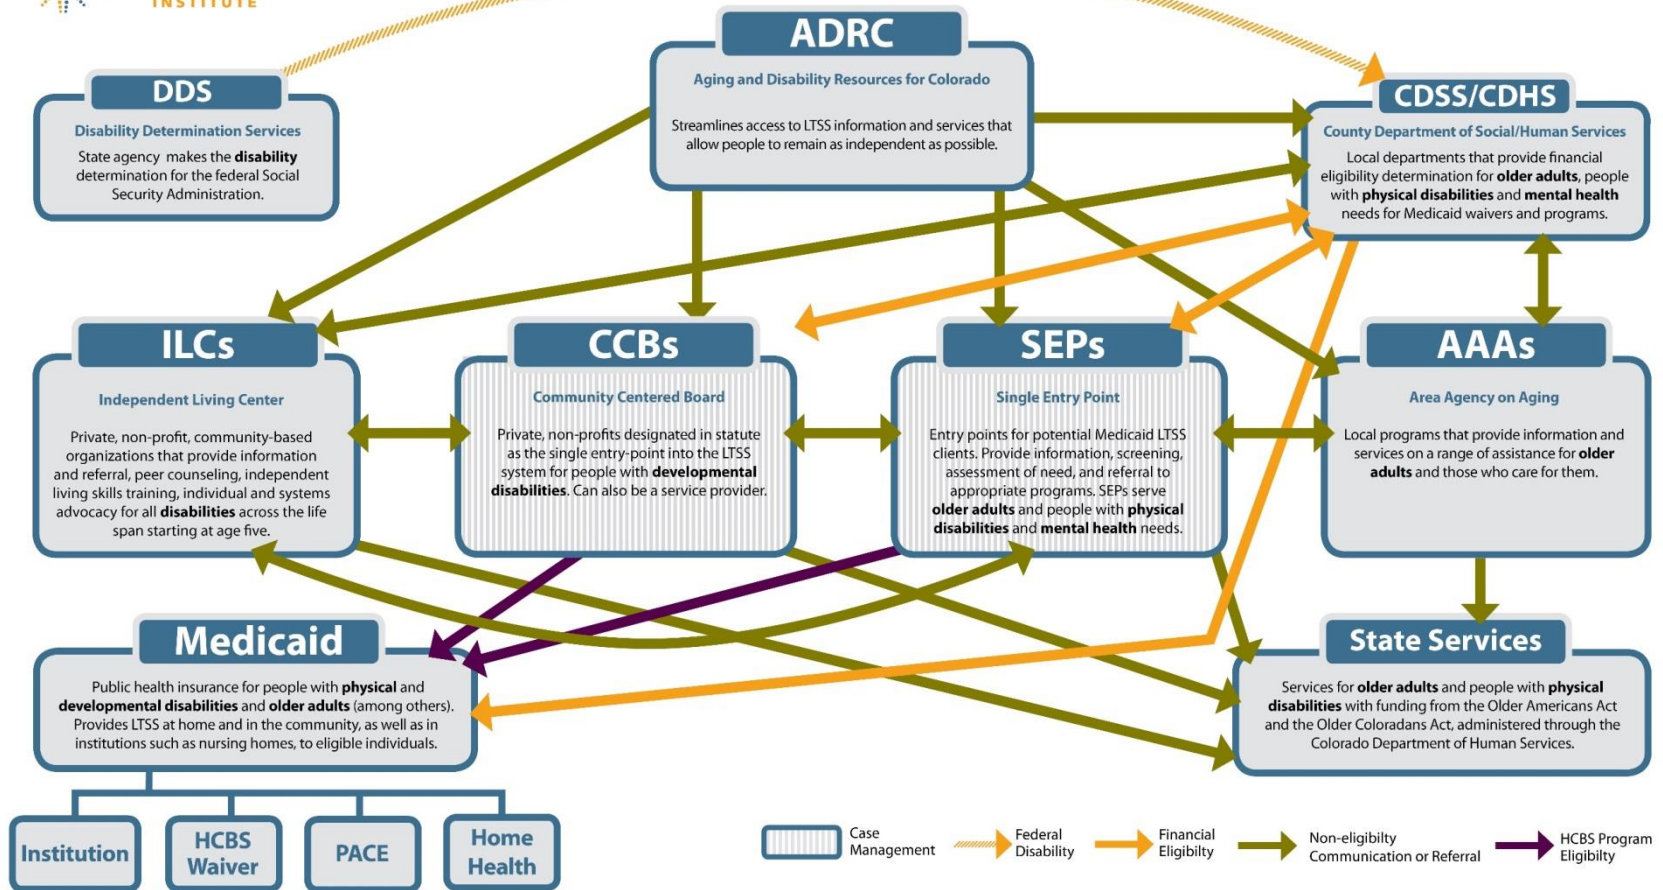 INSTITUTE
ADRC
Aging and Disability Resources for Colorado
Streamlines access to LTSS information and services that
allow people to remain as independent as possible.
DDS
Disability Determination Services
State agency makes the disability
determination for the federal Social
Security Administration.
CDSS/CDHS
County Department of Social/Human Services
Local departments that provide financial
eligibility determination for older adults, people
with physical disabilities and mental health
needs for Medicaid waivers and programs.
ILCs
Independent Living Center
Private, non-profit, community-based
organizations that provide information
and referral, peer counseling, independent
living skills training, individual and systems
advocacy for all disabilities across the life
span starting at age five.
CCBs
Community Centered Board
Private, non-profits designated in statute
as the single entry-point into the LTSS
system for people with developmental
disabilities. Can also be a service provider.
SEPs
Single Entry Point
Entry points for potential Medicaid LTSS
clients. Provide information, screening,
assessment of need, and referral to
appropriate programs. SEPs serve
older adults and people with physical
disabilities and mental health needs.
AAAs
Area Agency on Aging
Local programs that provide information and
services on a range of assistance for older
adults and those who care for them.
Medicaid
Public health insurance for people with physical and
developmental disabilities and older adults (among others).
Provides LTSS at home and in the community, as well as in
institutions such as nursing homes, to eligible individuals.
State Services
Services for older adults and people with physical
disabilities with funding from the Older Americans Act
and the Older Coloradans Act, administered through the
Colorado Department of Human Services.
Institution
HCBS
Waiver
PACE
Home
Health
Case
Management
Federal
Disability
Financial
Eligibilty
Non-eligibilty
Communication or Referral
HCBS Program
Eligibilty